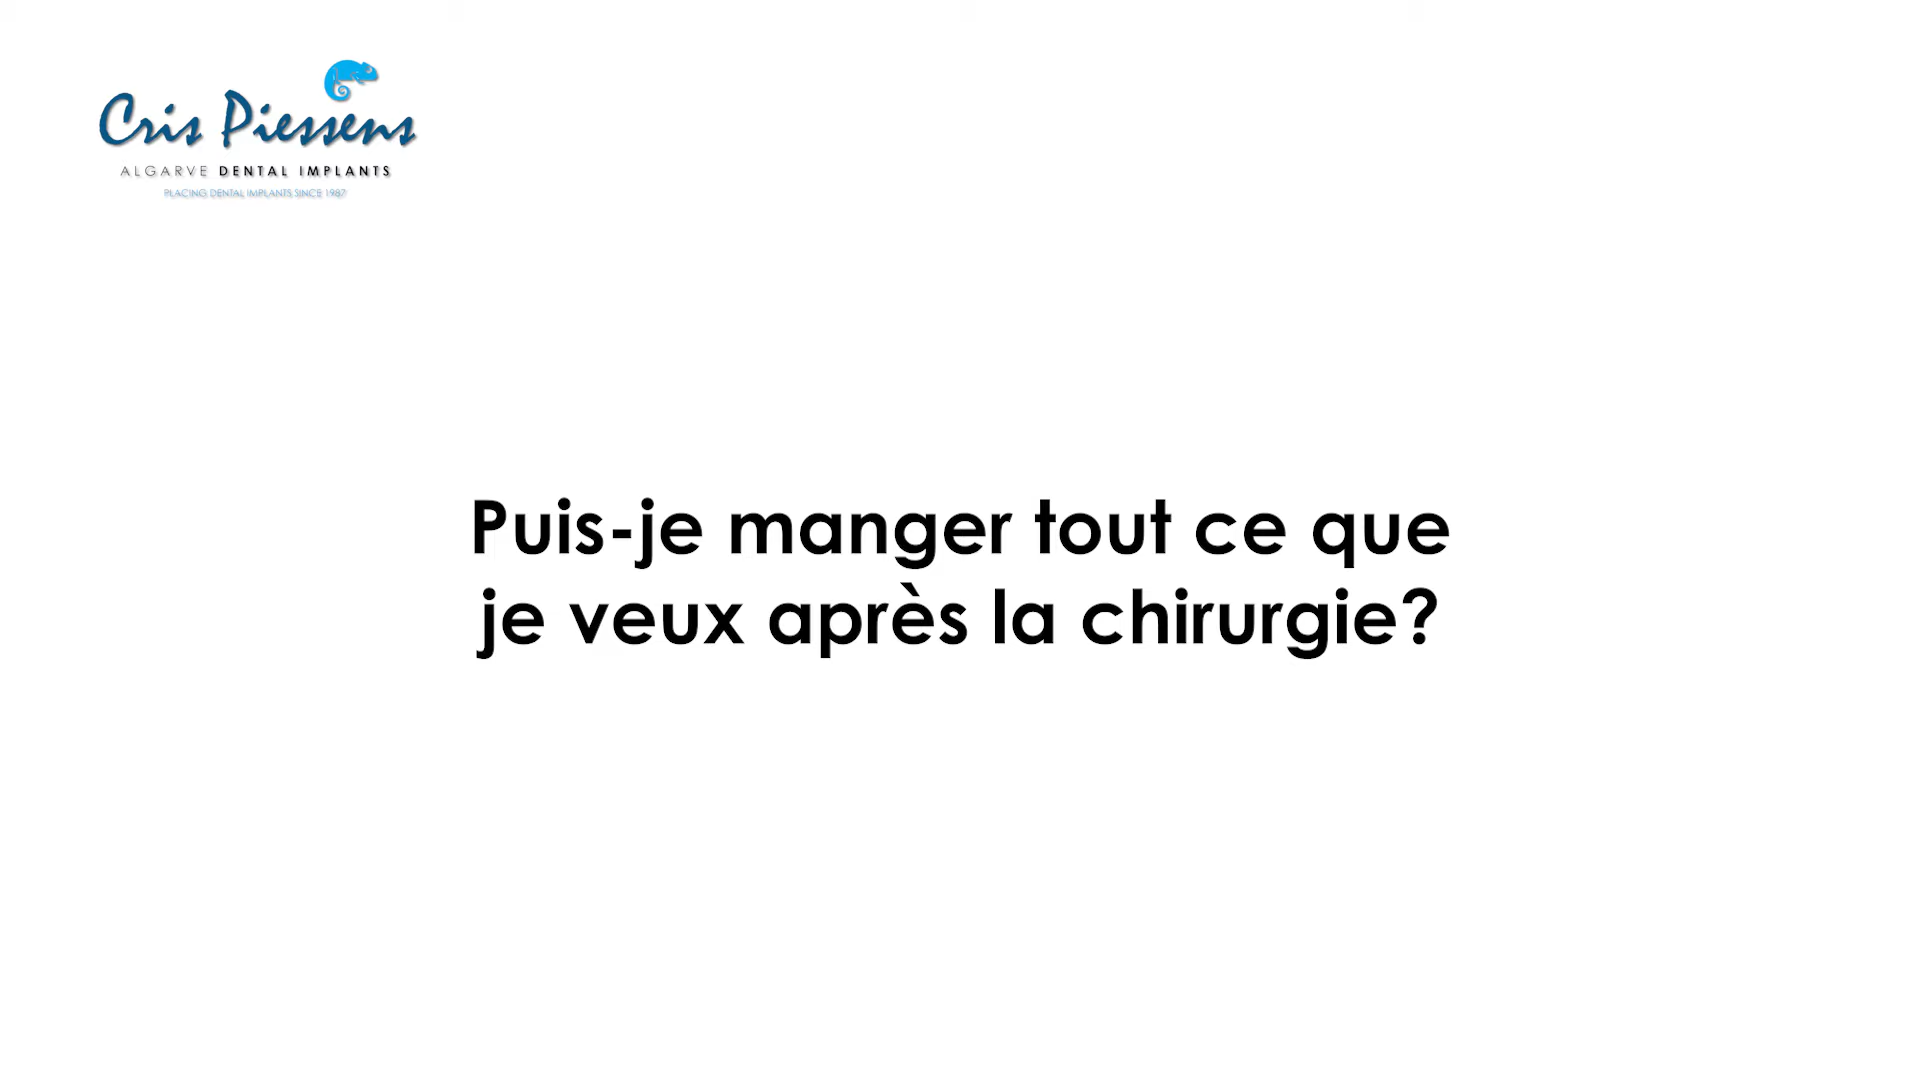 Cris Piessens
ALGARVE DENTAL IMPLANTS
PLACING DENTAL IMPLANTS SINCE 1987
Puis-je manger tout ce que
je veux après la chirurgie?